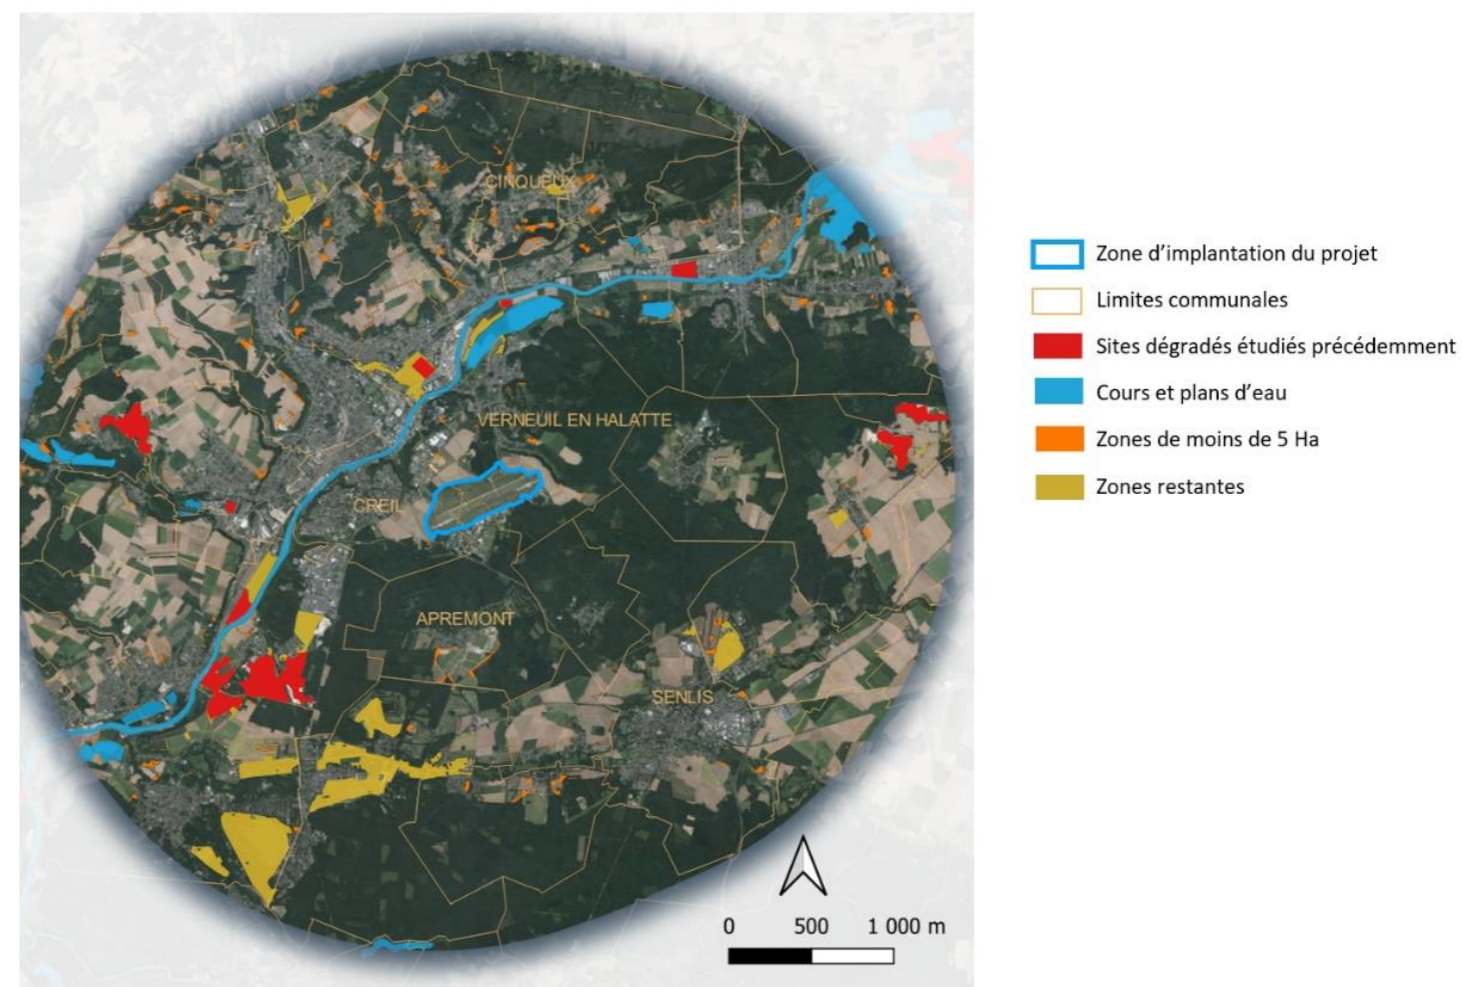 CINQUEUX
VERNEUIL EN HALATTE
CREIL
APREMONT
SENLIS
0 500 1 000 m
Zone d’implantation du projet
Limites communales
Sites dégradés étudiés précédemment
Cours et plans d’eau
Zones de moins de 5 Ha
Zones restantes